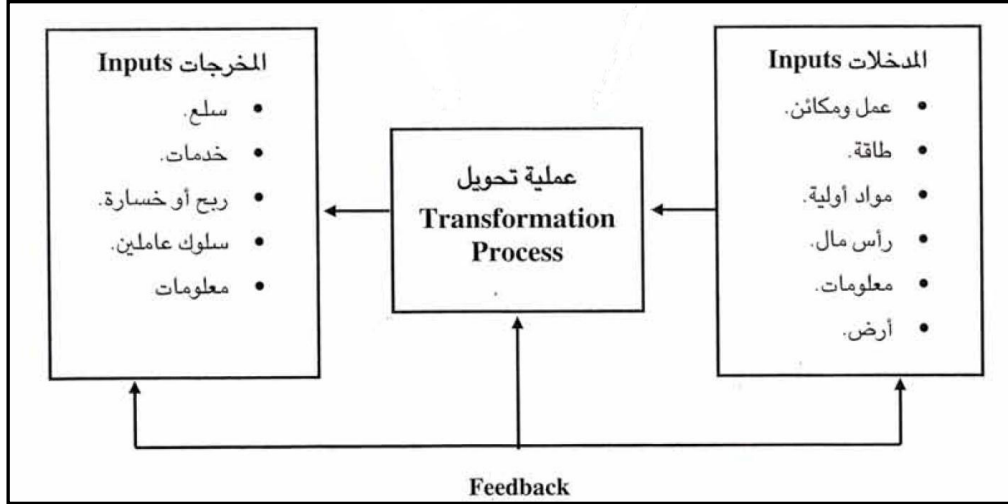 المدخلات Inputs
• عمل ومكائن.
• طاقة.
• مواد أولية.
• رأس مال.
• معلومات.
• أرض.
عملية تحويل
Transformation
Process
المخرجات Inputs
• سلع.
• خدمات.
• ربح أو خسارة.
• سلوك عاملين.
• معلومات
Feedback